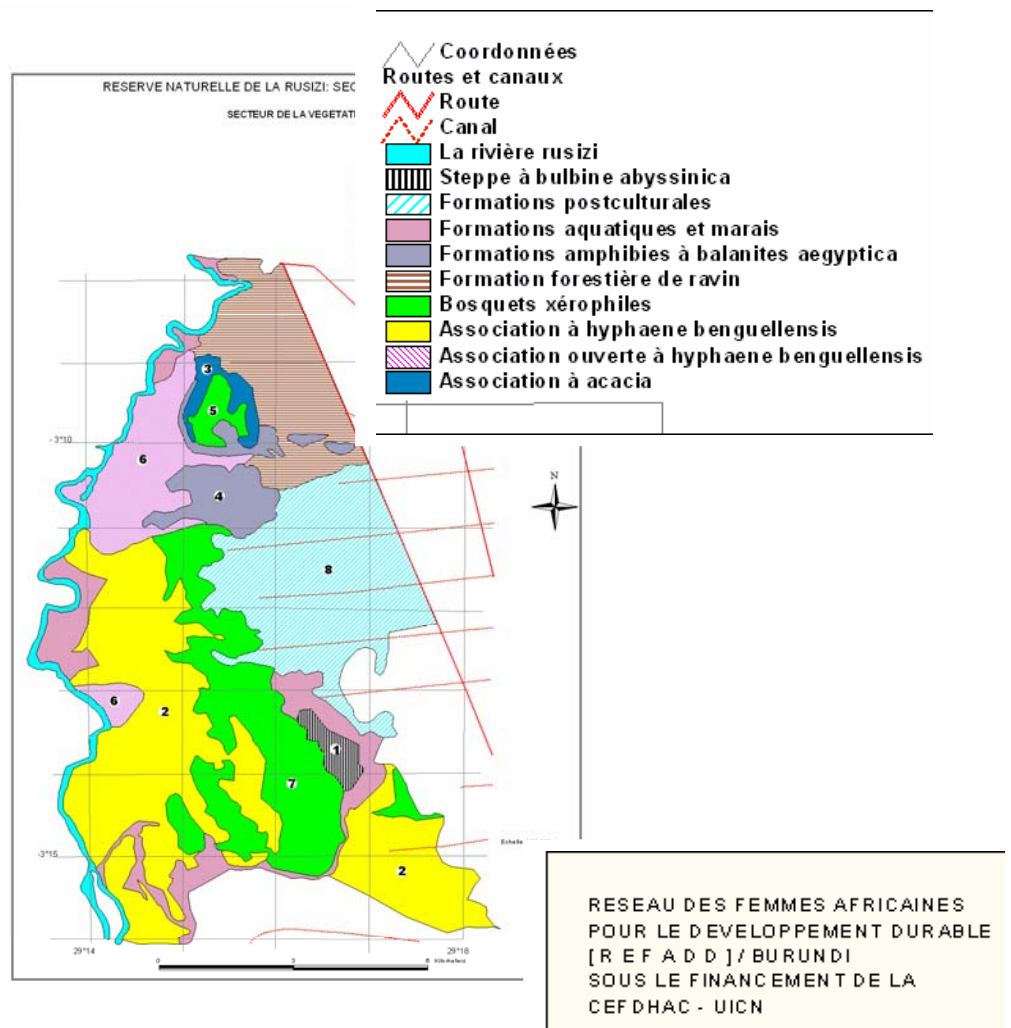 RESERVE NATURELLE DE LA RUSIZI: SEC
SECTEUR DE LA VEGETATI
Coordonnées
Routes et canaux
Route
Canal
La rivière rusizi
Steppe à bulbine abyssinica
Formations postculturales
Formations aquatiques et marais
Formations amphibies à balanites aegyptica
Formation forestière de ravin
Bosquets xérophiles
Association à hyphaene benguellensis
Association ouverte à hyphaene benguellensis
Association à acacia
3
5
-3°10
6
4
N
8
6
2
1
7
-3°15
2
Echelle
29°14
29°18
0
3
6
RESEAU DES FEMMES AFRICAINES
POUR LE DEVELOPPEMENT DURABLE
[R E F A D D ] / BURUNDI
SOUS LE FINANCEMENT DE LA
CEFDHAC - UICN